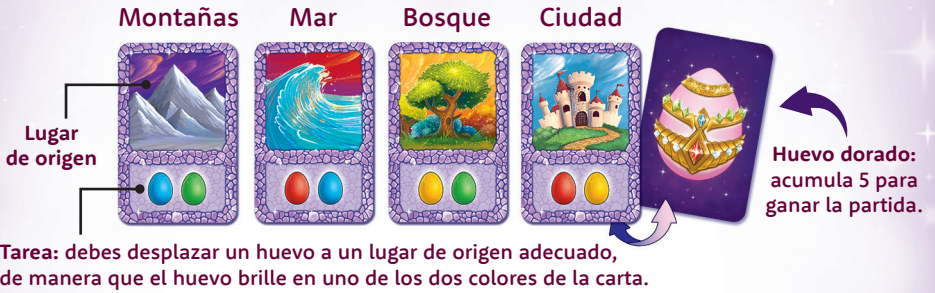 Montañas
Mar
Bosque
Ciudad
Lugar
de origen
Huevo dorado:
acumula 5 para
ganar la partida.
Tarea: debes desplazar un huevo a un lugar de origen adecuado,
de manera que el huevo brille en uno de los dos colores de la carta.